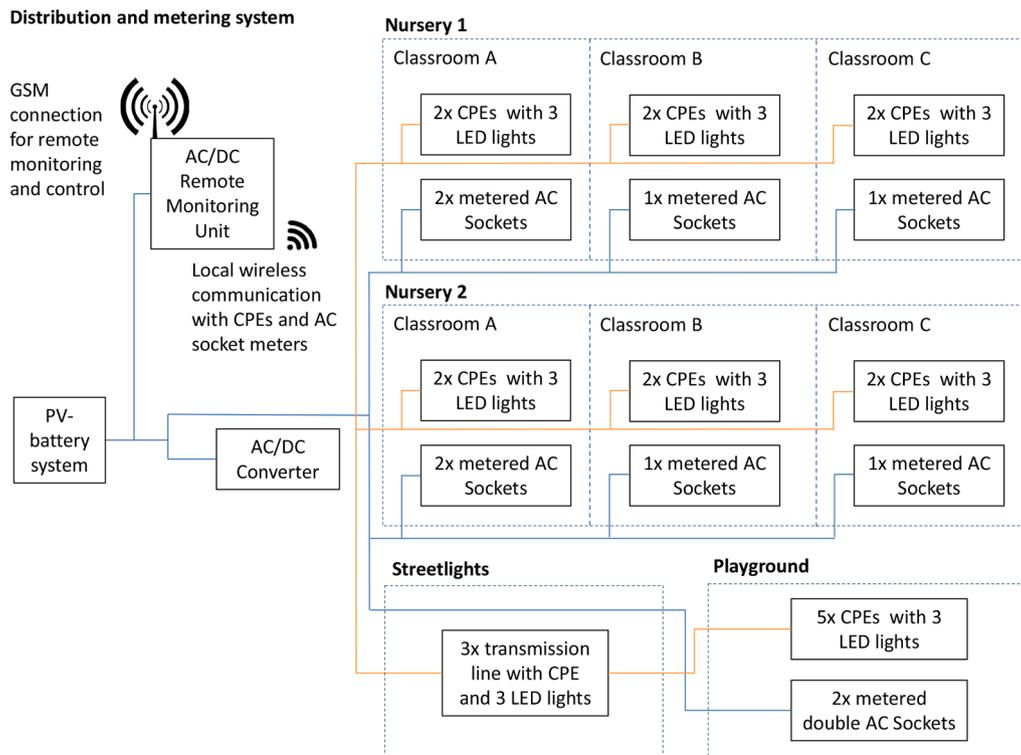 Distribution and metering system
GSM
connection
for remote
monitoring
and control
AC/DC
Remote
Monitoring
Unit
Local wireless
communication
with CPEs and AC
socket meters
PV-
battery
system
AC/DC
Converter
Nursery 1
Classroom A
2x CPEs with 3
LED lights
2x metered AC
Sockets
Classroom B
2x CPEs with 3
LED lights
1x metered AC
Sockets
Classroom C
2x CPEs with 3
LED lights
1x metered AC
Sockets
Nursery 2
Classroom A
2x CPEs with 3
LED lights
2x metered AC
Sockets
Classroom B
2x CPEs with 3
LED lights
1x metered AC
Sockets
Classroom C
2x CPEs with 3
LED lights
1x metered AC
Sockets
Streetlights
3x transmission
line with CPE
and 3 LED lights
Playground
5x CPEs with 3
LED lights
2x metered
double AC Sockets